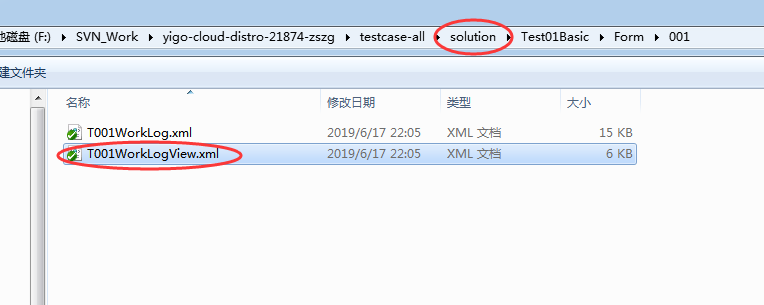 地磁盘 (F:) ▸ SVN_Work ▸ yigo-cloud-distro-21874-zszg ▸ testcase-all ▸ solution ▸ Test01Basic ▸ Form ▸ 001
建文件夹
名称 修改日期 类型 大小
T001WorkLog.xml 2019/6/17 22:05 XML 文档 15 KB
T001WorkLogView.xml 2019/6/17 22:05 XML 文档 6 KB